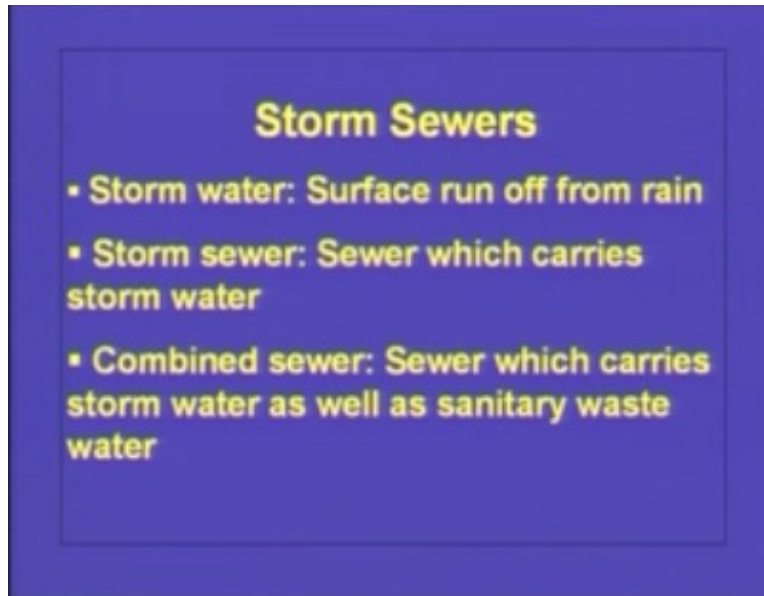 Storm Sewers
▪ Storm water: Surface run off from rain
▪ Storm sewer: Sewer which carries
storm water
▪ Combined sewer: Sewer which carries
storm water as well as sanitary waste
water